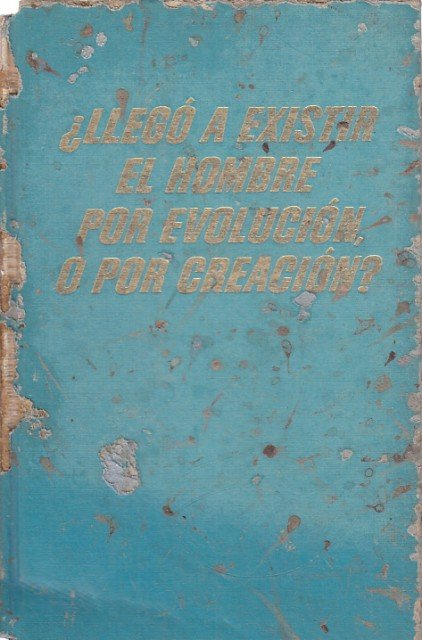 ¿LLEGÓ A EXISTIR
EL HOMBRE
POR EVOLUCIÓN,
O POR CREACIÓN?